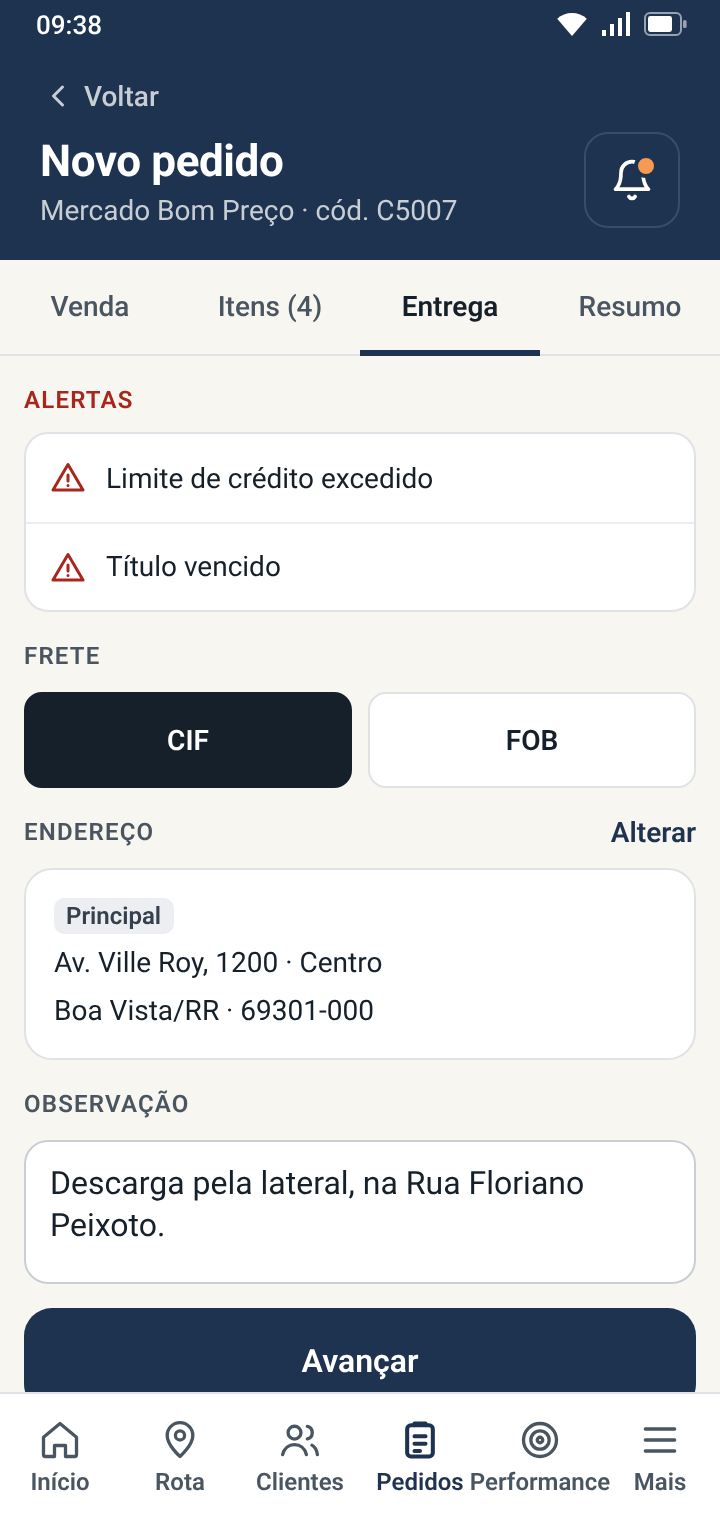 09:38
Voltar
Novo pedido
Mercado Bom Preço · cód. C5007
Venda
Itens (4)
Entrega
Resumo
ALERTAS
Limite de crédito excedido
Título vencido
FRETE
CIF
FOB
ENDEREÇO
Alterar
Principal
Av. Ville Roy, 1200 · Centro
Boa Vista/RR · 69301-000
OBSERVAÇÃO
Descarga pela lateral, na Rua Floriano
Peixoto.
Avançar
Início
Rota
Clientes
Pedidos
Performance
Mais